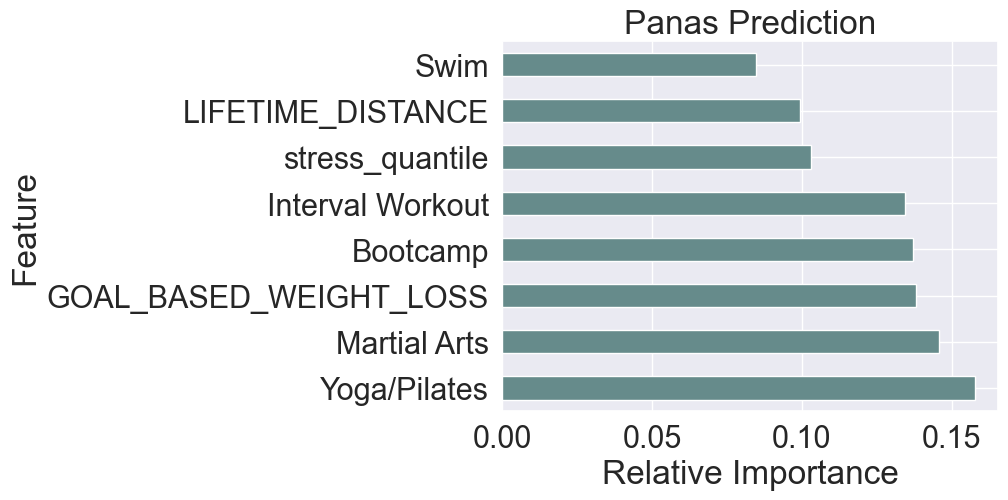 Panas Prediction
Swim
LIFETIME_DISTANCE
stress_quantile
Interval Workout
Bootcamp
GOAL_BASED_WEIGHT_LOSS
Martial Arts
Yoga/Pilates
Feature
0.00 0.05 0.10 0.15
Relative Importance